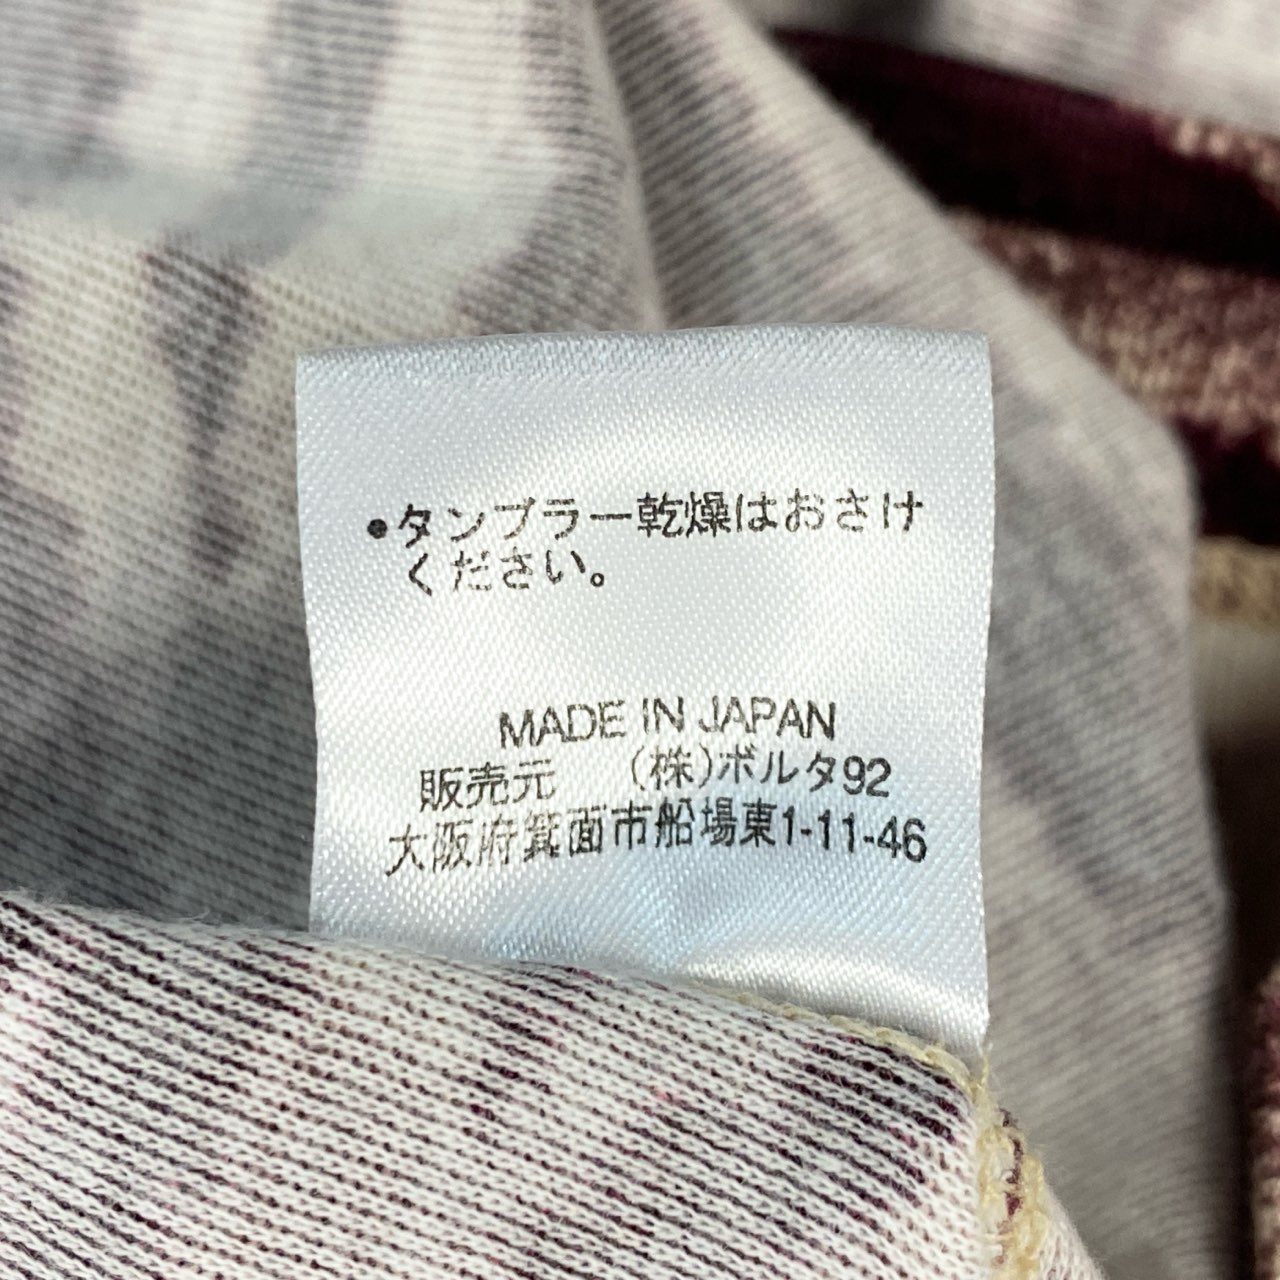 ●タンブラー乾燥はおさけ
ください。
MADE IN JAPAN
販売元 (株)ボルタ92
大阪府箕面市船場東1-11-46